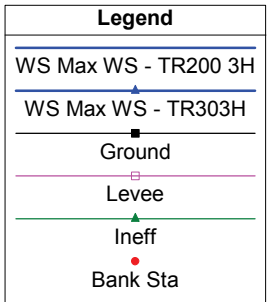 Legend
WS Max WS - TR200 3H
WS Max WS - TR303H
Ground
Levee
Ineff
Bank Sta